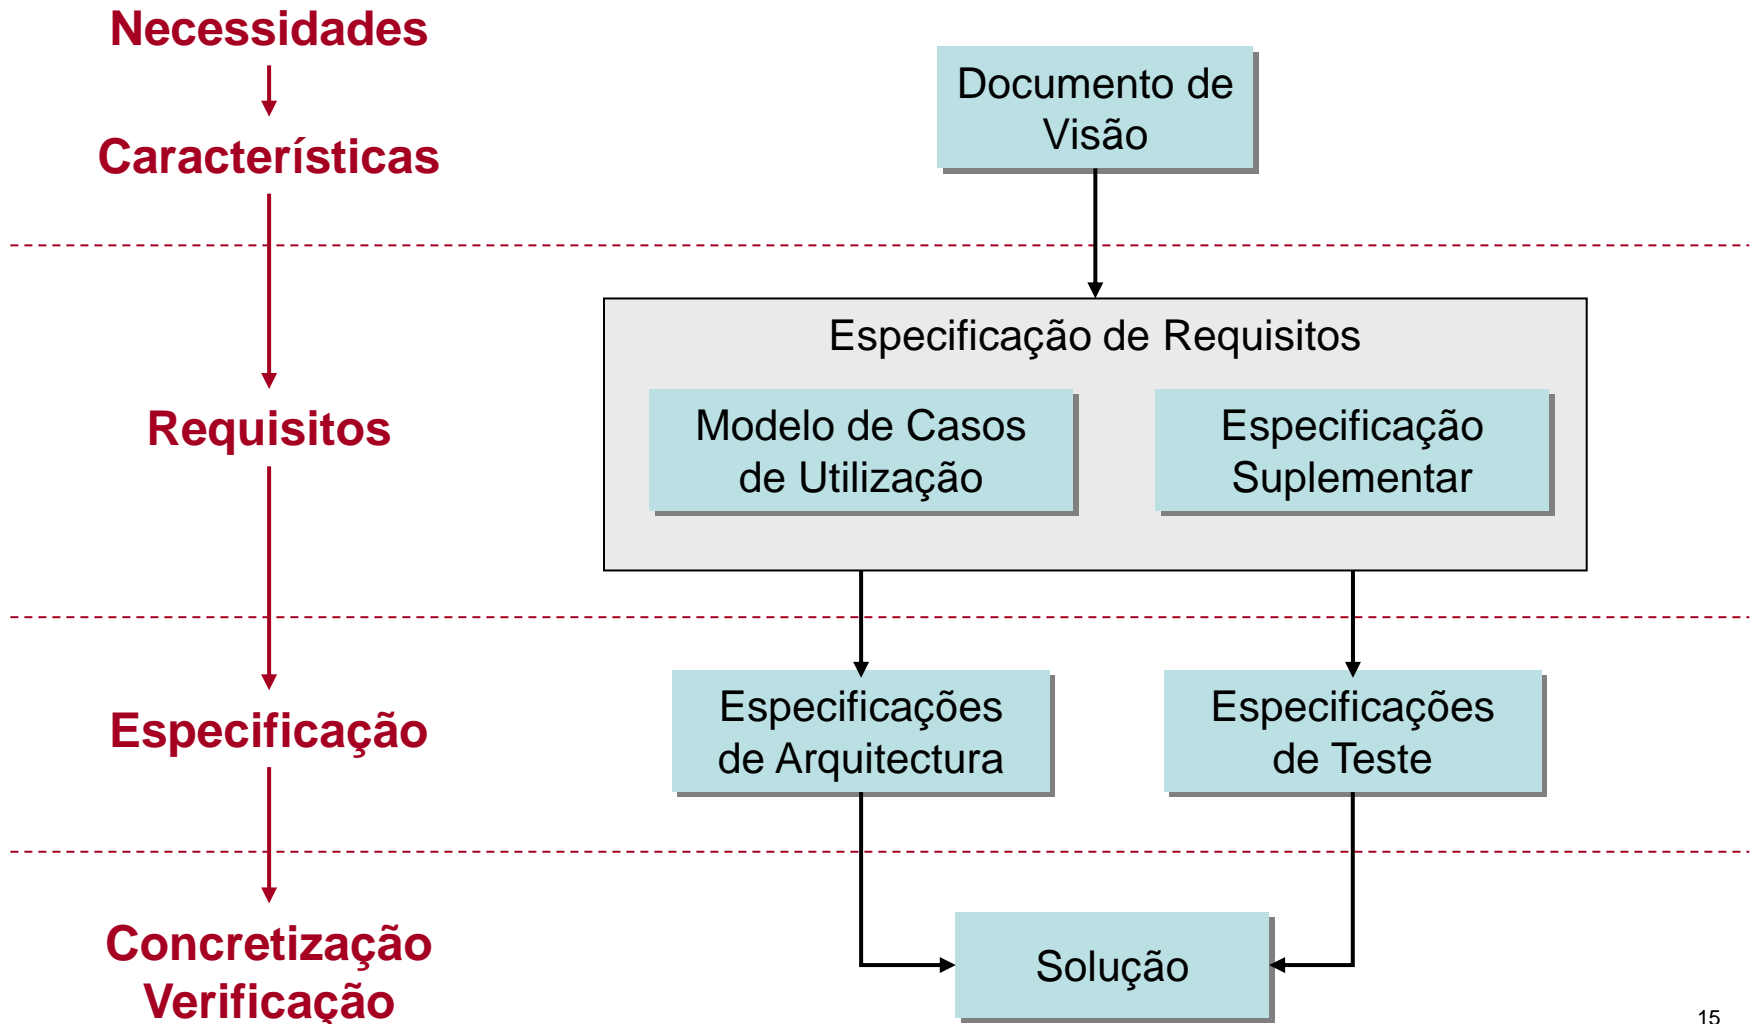 Necessidades
Documento de
Visão
Características
Especificação de Requisitos
Requisitos
Modelo de Casos
de Utilização
Especificação
Suplementar
Especificação
Especificações
de Arquitectura
Especificações
de Teste
Concretização
Verificação
Solução
15